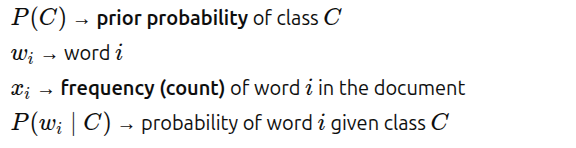 P(C) → prior probability of class C
w_i → word i
x_i → frequency (count) of word i in the document
P(w_i | C) → probability of word i given class C